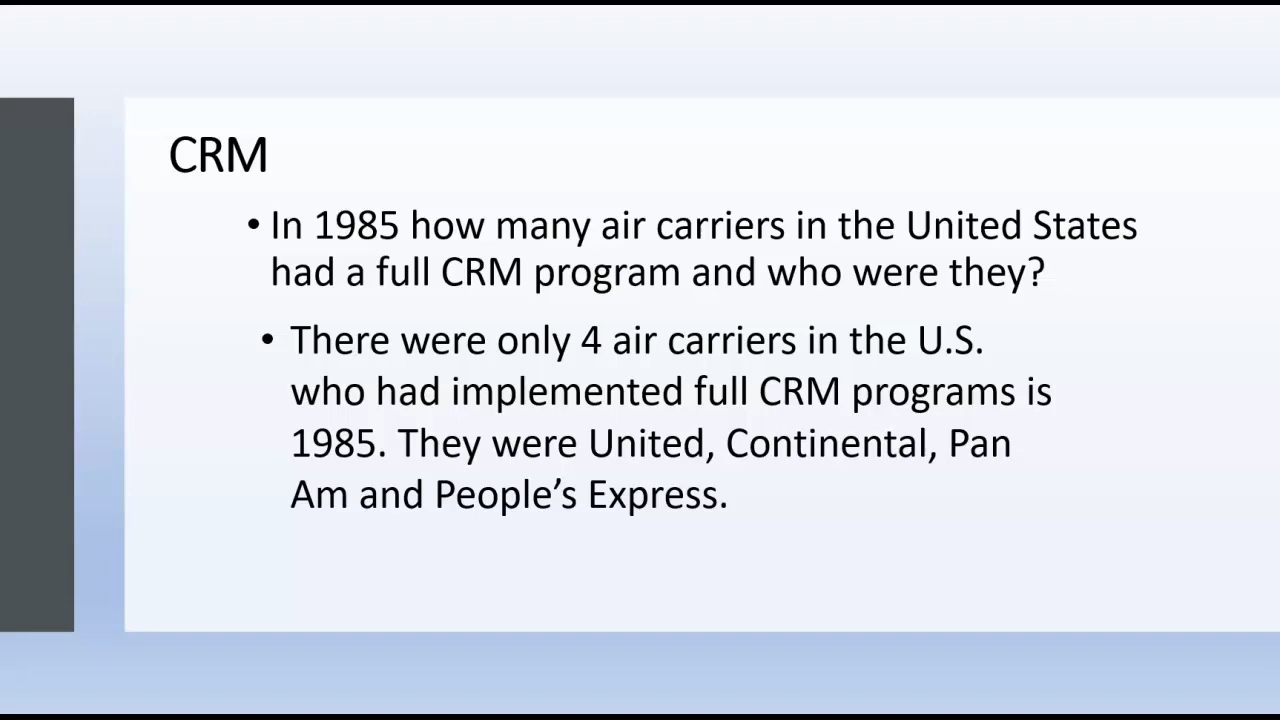 CRM
• In 1985 how many air carriers in the United States
had a full CRM program and who were they?
• There were only 4 air carriers in the U.S.
who had implemented full CRM programs is
1985. They were United, Continental, Pan
Am and People’s Express.